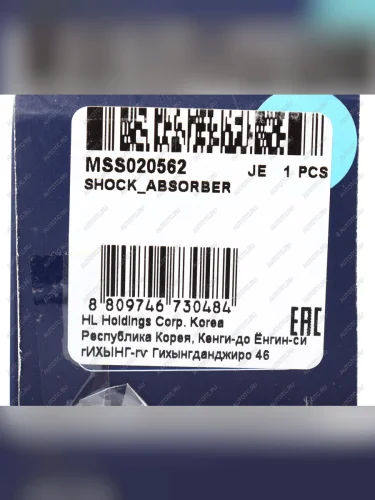 MSS020562 JE 1 PCS
SHOCK_ABSORBER
8 809746 730484
HL Holdings Corp. Korea
Республика Корея, Кенги-до Ёнгин-си
гИХЫНГ-гу Гихынгданджиро 46
EAC